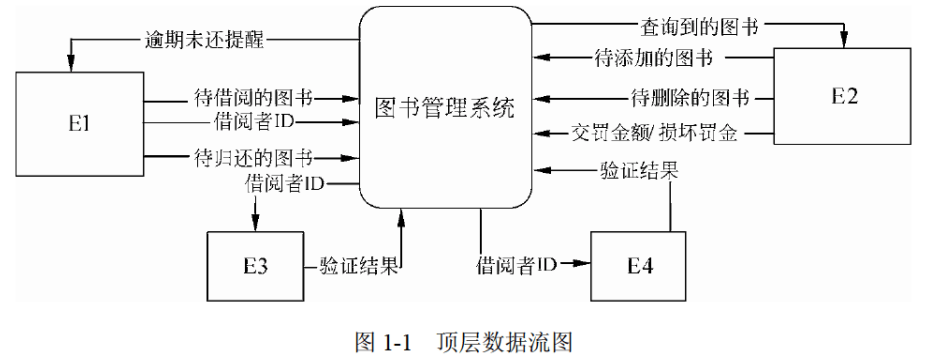 查询到的图书
逾期未还提醒
待添加的图书
E1
待借阅的图书
借阅者ID
待归还的图书
借阅者ID
图书管理系统
待删除的图书
E2
交罚金额/损坏罚金
验证结果
E3
验证结果
借阅者ID
E4
图 1-1 顶层数据流图